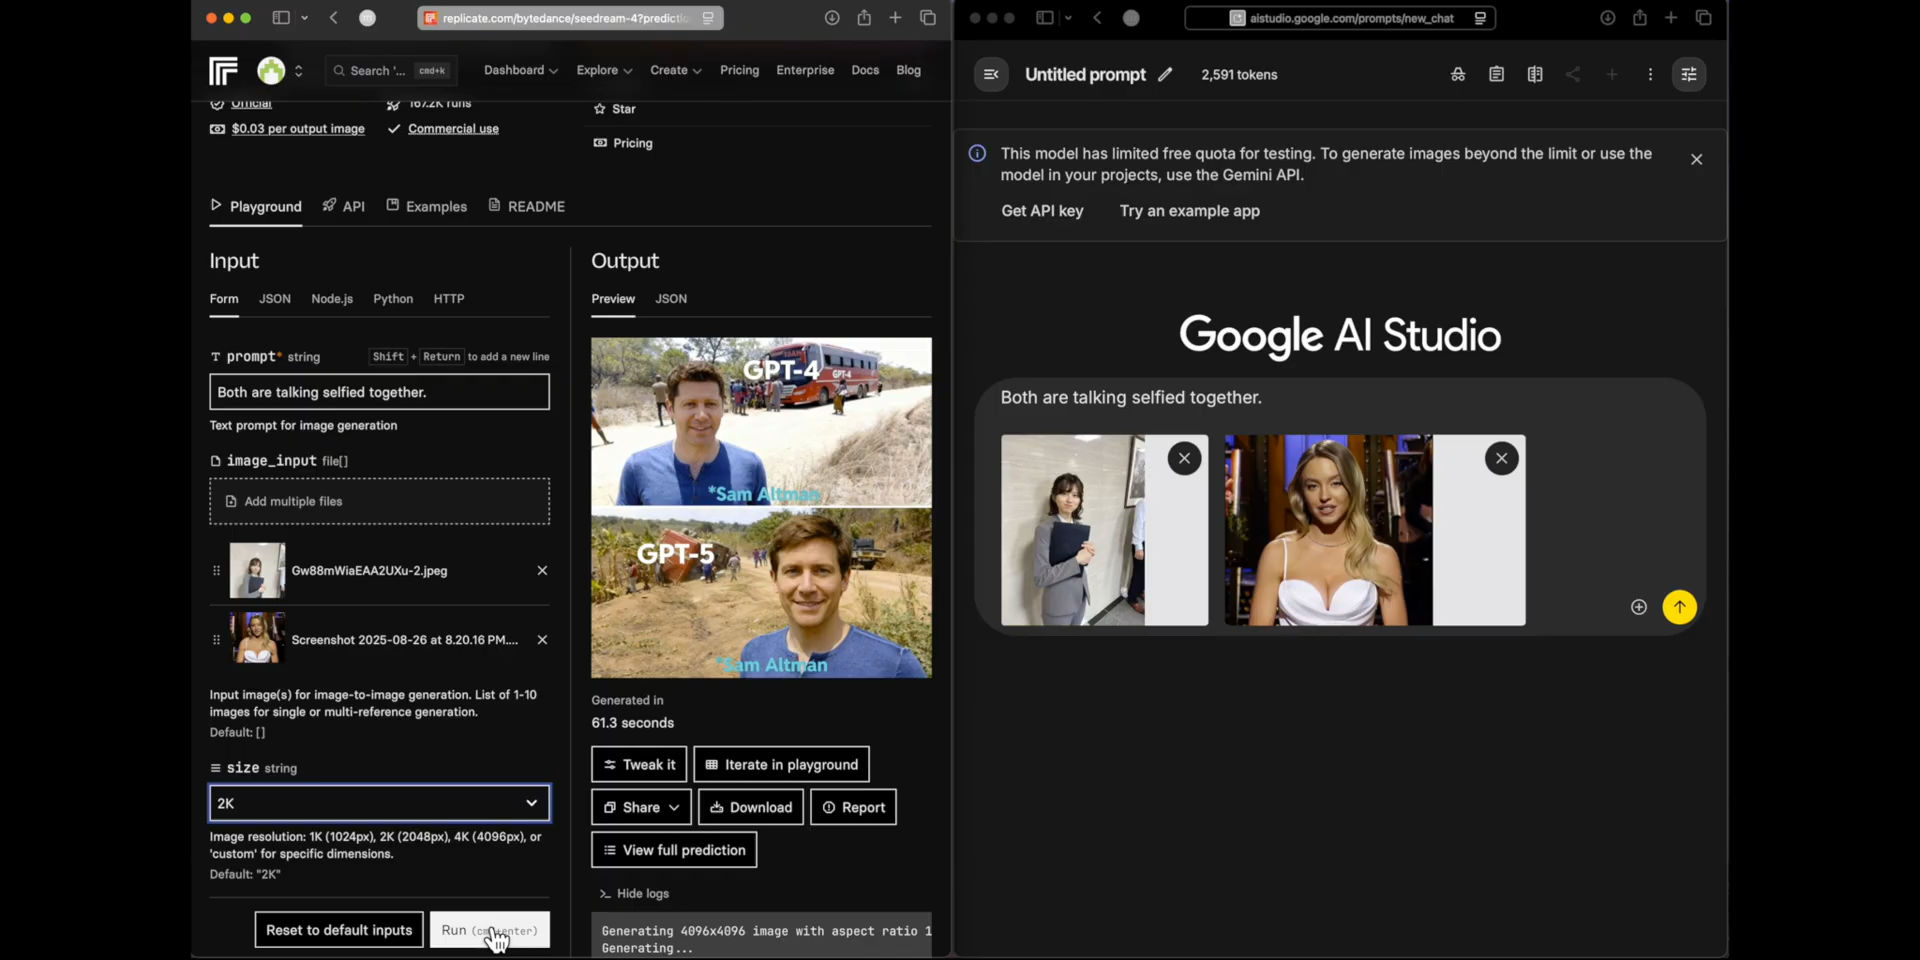 replicate.com/bytedance/seedream-4?predicti
Search '...
cmd+k
Dashboard
Explore
Create
Pricing
Enterprise
Docs
Blog
Official
167.2K runs
$0.03 per output image
Commercial use
Star
Pricing
Playground
API
Examples
README
Input
Form
JSON
Node.js
Python
HTTP
prompt* string
Shift + Return to add a new line
Both are talking selfied together.
Text prompt for image generation
image_input file[]
Add multiple files
Gw88mWiaEAA2UXu-2.jpeg
Screenshot 2025-08-26 at 8.20.16 PM....
Input image(s) for image-to-image generation. List of 1-10
images for single or multi-reference generation.
Default: []
size string
2K
Image resolution: 1K (1024px), 2K (2048px), 4K (4096px), or
'custom' for specific dimensions.
Default: "2K"
Reset to default inputs
Run
Output
Preview
JSON
GPT-4
GPT-4
*Sam Altman
GPT-5
*Sam Altman
Generated in
61.3 seconds
Tweak it
Iterate in playground
Share
Download
Report
View full prediction
Hide logs
Generating 4096x4096 image with aspect ratio 1
Generating...
aistudio.google.com/prompts/new_chat
Untitled prompt
2,591 tokens
This model has limited free quota for testing. To generate images beyond the limit or use the
model in your projects, use the Gemini API.
Get API key
Try an example app
Google AI Studio
Both are talking selfied together.